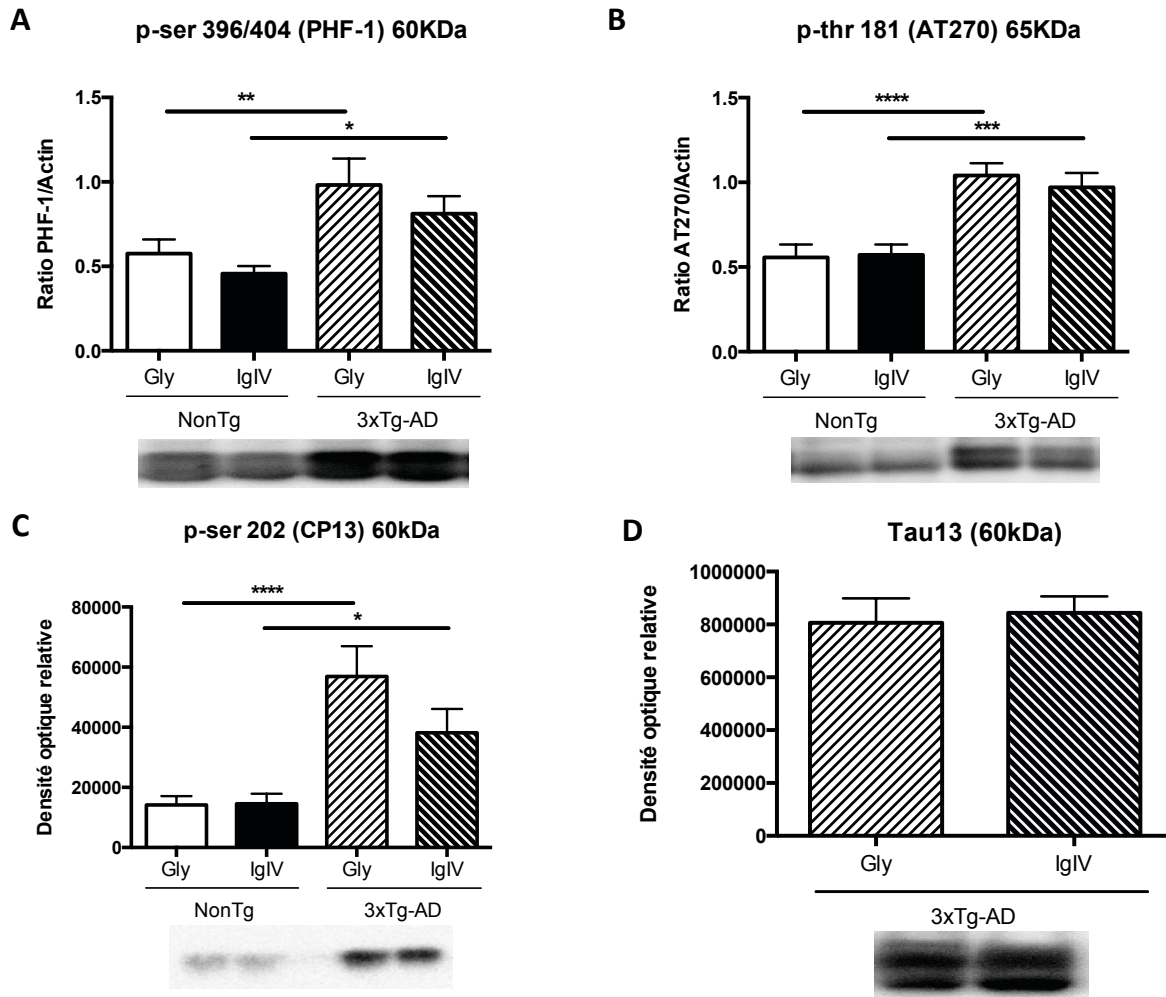 A
p-ser 396/404 (PHF-1) 60KDa
Ratio PHF-1/Actin
1.5
1.0
0.5
0.0
**
*
Gly
IgIV
Gly
IgIV
NonTg
3xTg-AD
B
p-thr 181 (AT270) 65KDa
Ratio AT270/Actin
1.5
1.0
0.5
0.0
****
***
Gly
IgIV
Gly
IgIV
NonTg
3xTg-AD
C
p-ser 202 (CP13) 60kDa
Densité optique relative
80000
60000
40000
20000
0
****
*
Gly
IgIV
Gly
IgIV
NonTg
3xTg-AD
D
Tau13 (60kDa)
Densité optique relative
1000000
800000
600000
400000
200000
0
Gly
IgIV
3xTg-AD